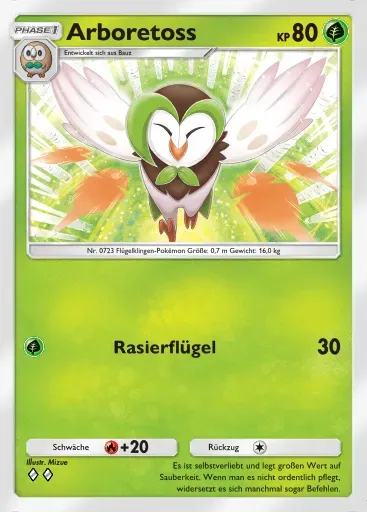 PHASE 1
Arboretoss
KP 80
Entwickelt sich aus Bauz
Nr. 0723 Flügelklingen-Pokémon Größe: 0,7 m Gewicht: 16,0 kg
Rasierflügel 30
Schwäche +20 Rückzug
Illustr. Mizue
Es ist selbstverliebt und legt großen Wert auf
Sauberkeit. Wenn man es nicht ordentlich pflegt,
widersetzt es sich manchmal sogar Befehlen.